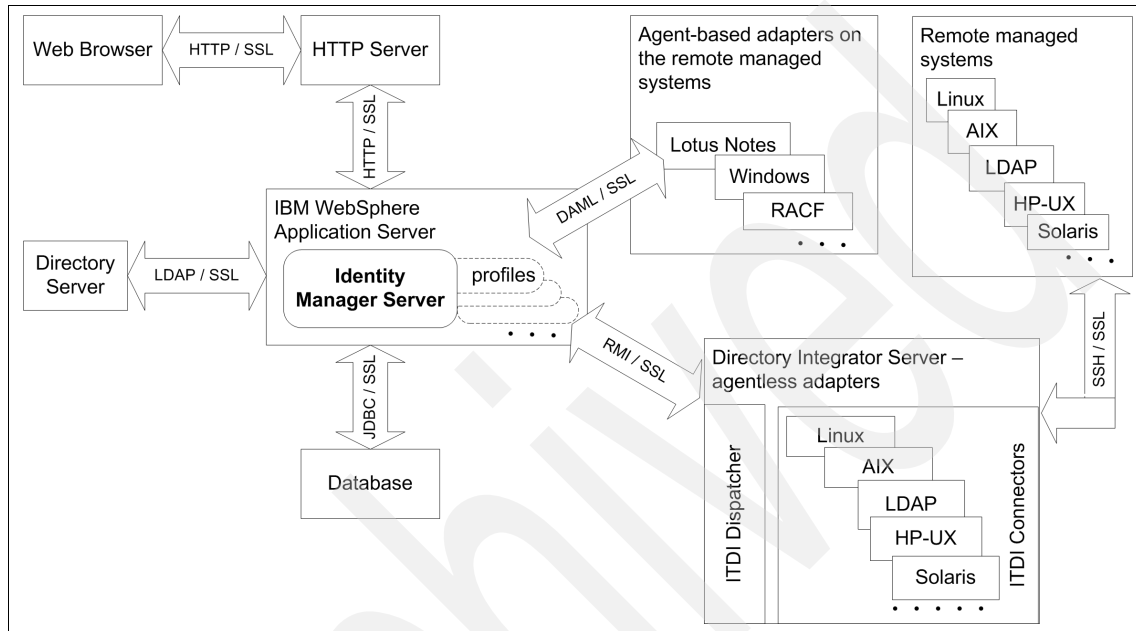 Web Browser
HTTP / SSL
HTTP Server
HTTP / SSL
IBM WebSphere
Application Server
Identity
Manager Server
profiles
• • •
Directory
Server
LDAP / SSL
JDBC / SSL
Database
DAML / SSL
Agent-based adapters on
the remote managed
systems
Lotus Notes
Windows
RACF
• • •
Remote managed
systems
Linux
AIX
LDAP
HP-UX
Solaris
• • •
SSH / SSL
RMI / SSL
Directory Integrator Server –
agentless adapters
ITDI Dispatcher
Linux
AIX
LDAP
HP-UX
Solaris
• • • • •
ITDI Connectors